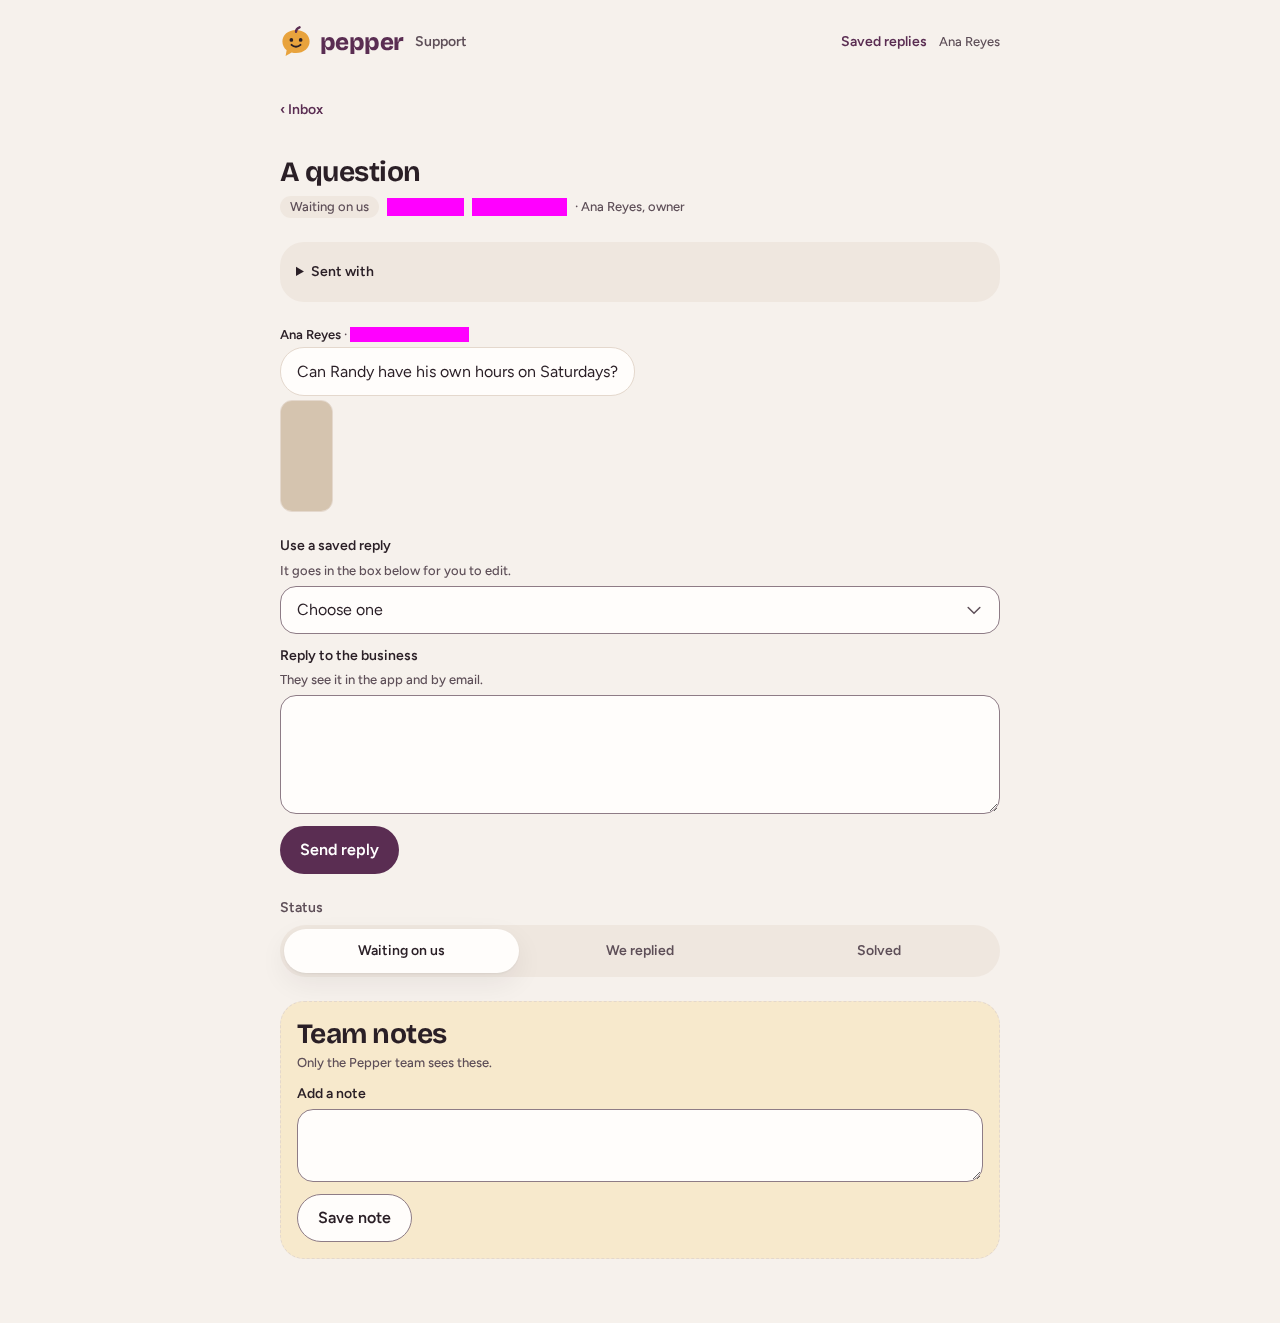 pepper Support Saved replies Ana Reyes
‹ Inbox
A question
Waiting on us · Ana Reyes, owner
Sent with
Ana Reyes ·
Can Randy have his own hours on Saturdays?
Use a saved reply
It goes in the box below for you to edit.
Choose one
Reply to the business
They see it in the app and by email.
Send reply
Status
Waiting on us We replied Solved
Team notes
Only the Pepper team sees these.
Add a note
Save note